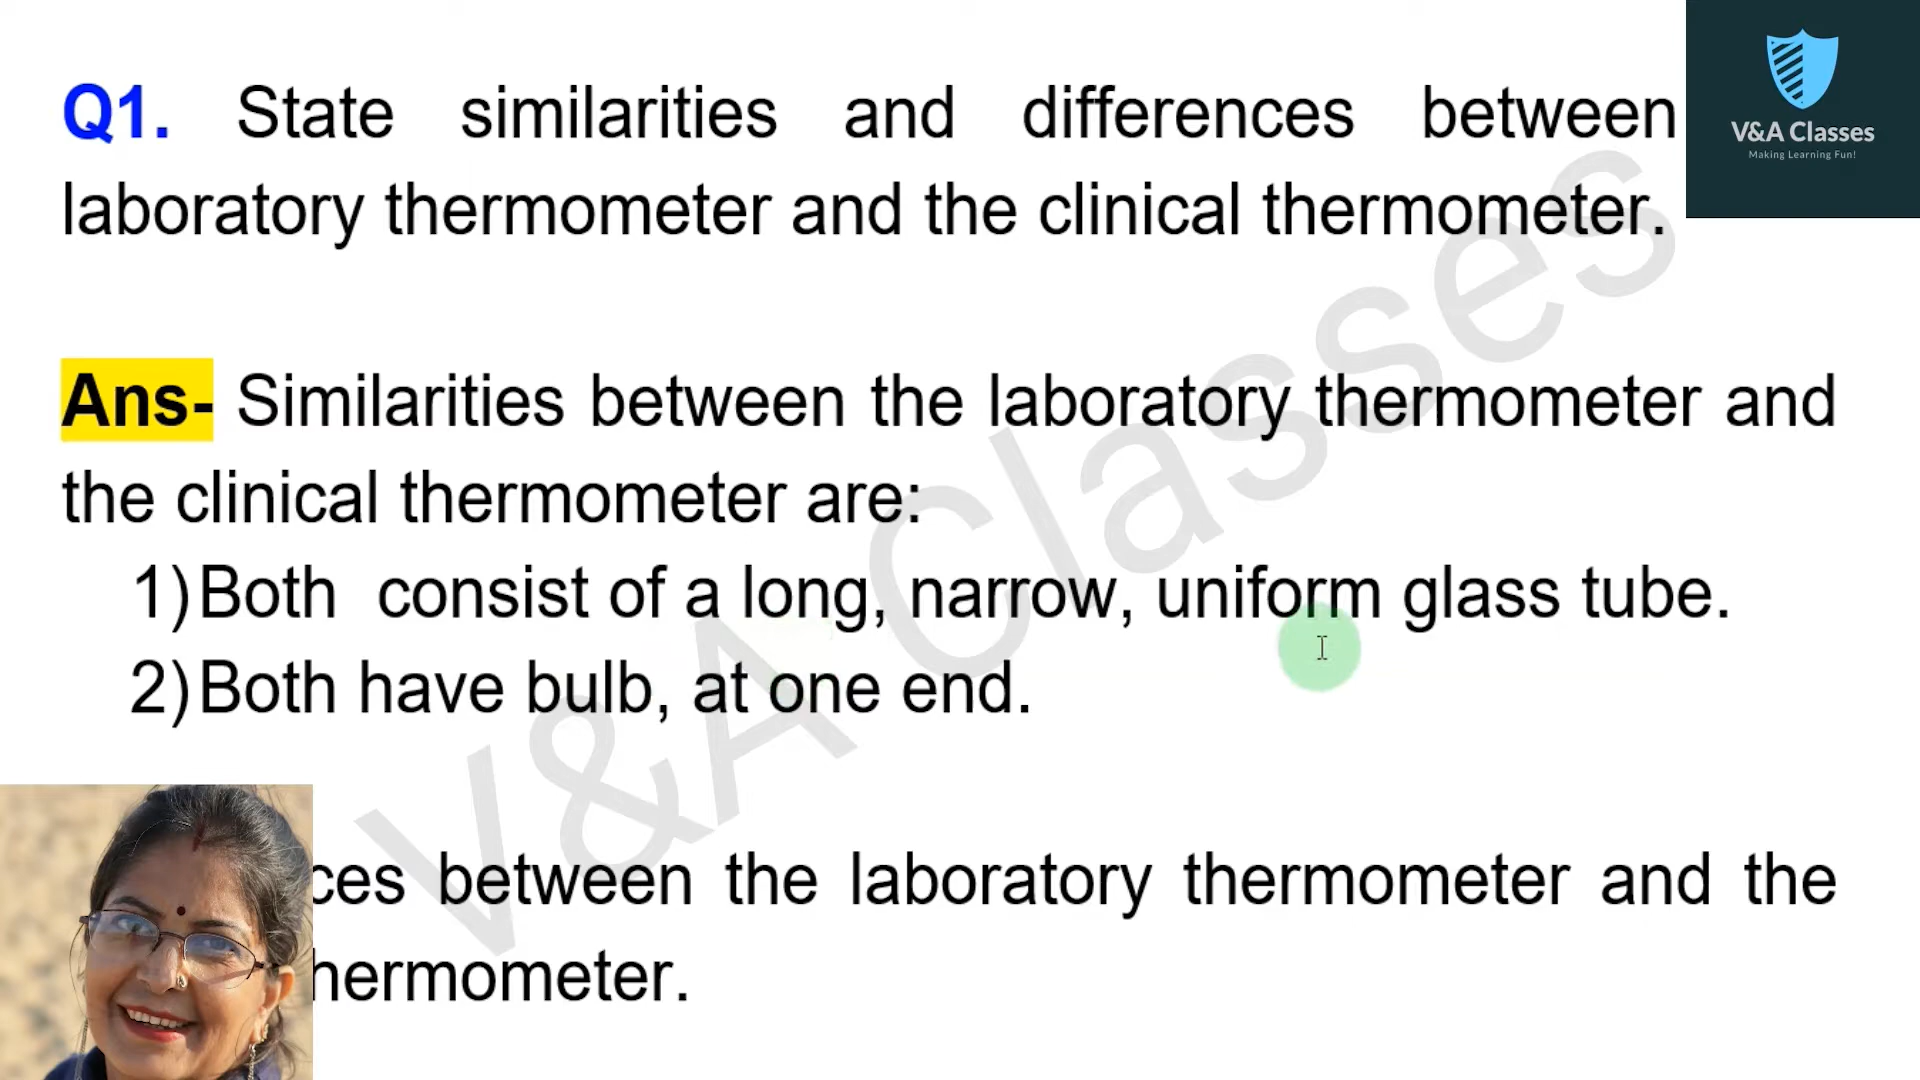 Q1. State similarities and differences between
laboratory thermometer and the clinical thermometer.
V&A Classes
Making Learning Fun!
Ans- Similarities between the laboratory thermometer and
the clinical thermometer are:
1) Both consist of a long, narrow, uniform glass tube.
2) Both have bulb, at one end.
ces between the laboratory thermometer and the
hermometer.
V&A Classes